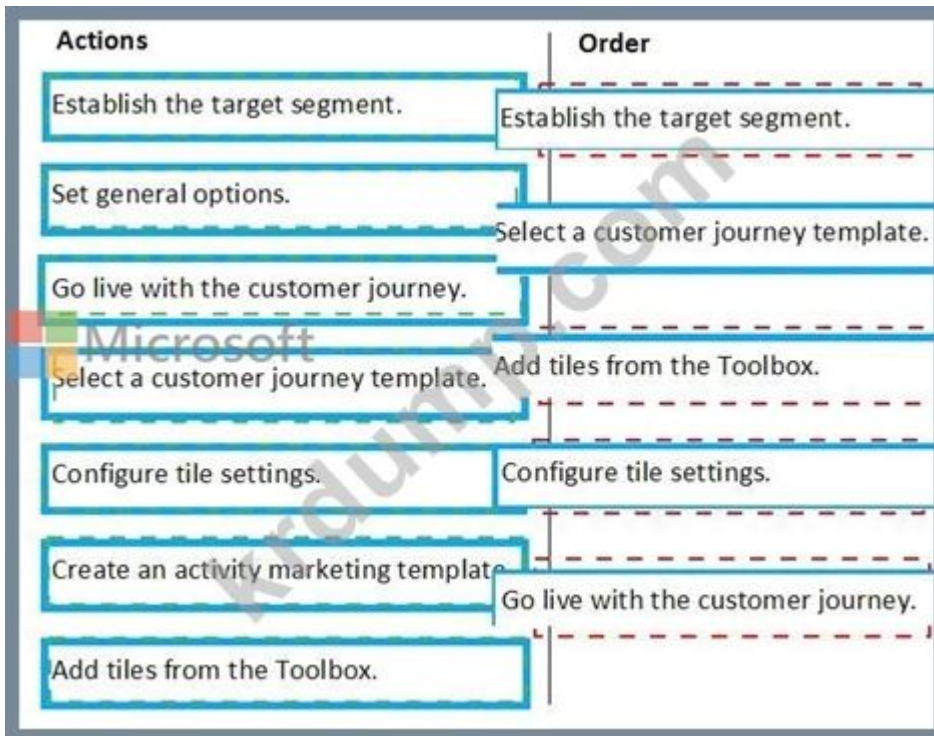 Actions
Establish the target segment.
Set general options.
Go live with the customer journey.
Select a customer journey template.
Configure tile settings.
Create an activity marketing template
Add tiles from the Toolbox.
Order
Establish the target segment.
Select a customer journey template.
Add tiles from the Toolbox.
Configure tile settings.
Go live with the customer journey.
Microsoft
krdump.com